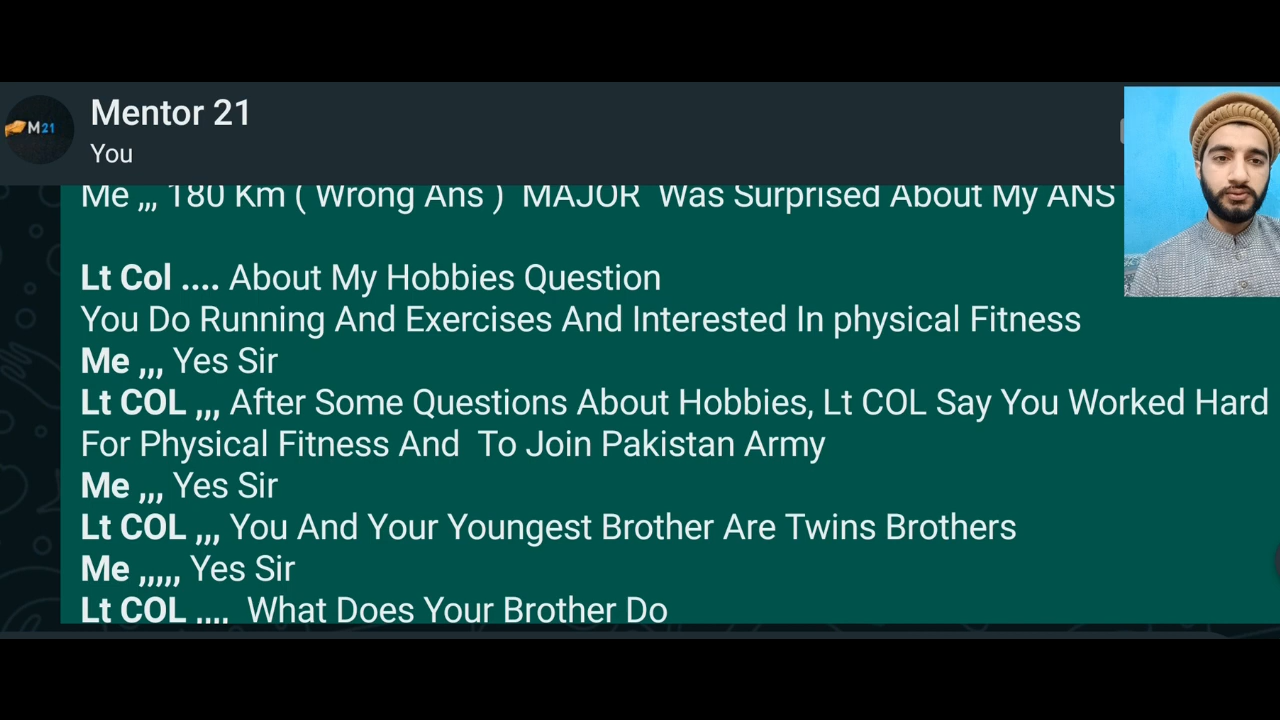 M21
Mentor 21
You
Me ,,, 180 Km ( Wrong Ans )  MAJOR  Was Surprised About My ANS
Lt Col .... About My Hobbies Question
You Do Running And Exercises And Interested In physical Fitness
Me ,,, Yes Sir
Lt COL ,,, After Some Questions About Hobbies, Lt COL Say You Worked Hard
For Physical Fitness And  To Join Pakistan Army
Me ,,, Yes Sir
Lt COL ,,, You And Your Youngest Brother Are Twins Brothers
Me ,,,,, Yes Sir
Lt COL ,,,,  What Does Your Brother Do